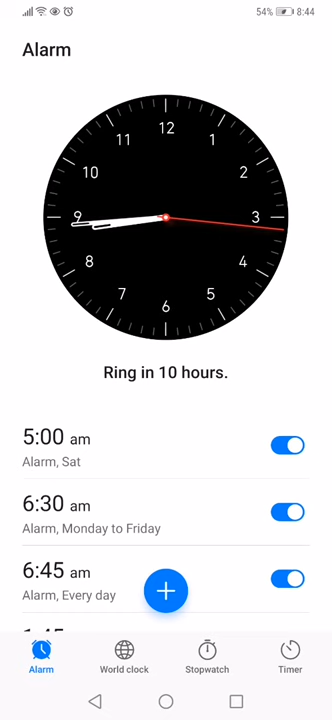 54% 8:44
Alarm
12
11 1
10 2
9 3
8 4
7 5
6
Ring in 10 hours.
5:00 am
Alarm, Sat
6:30 am
Alarm, Monday to Friday
6:45 am
Alarm, Every day
Alarm World clock Stopwatch Timer